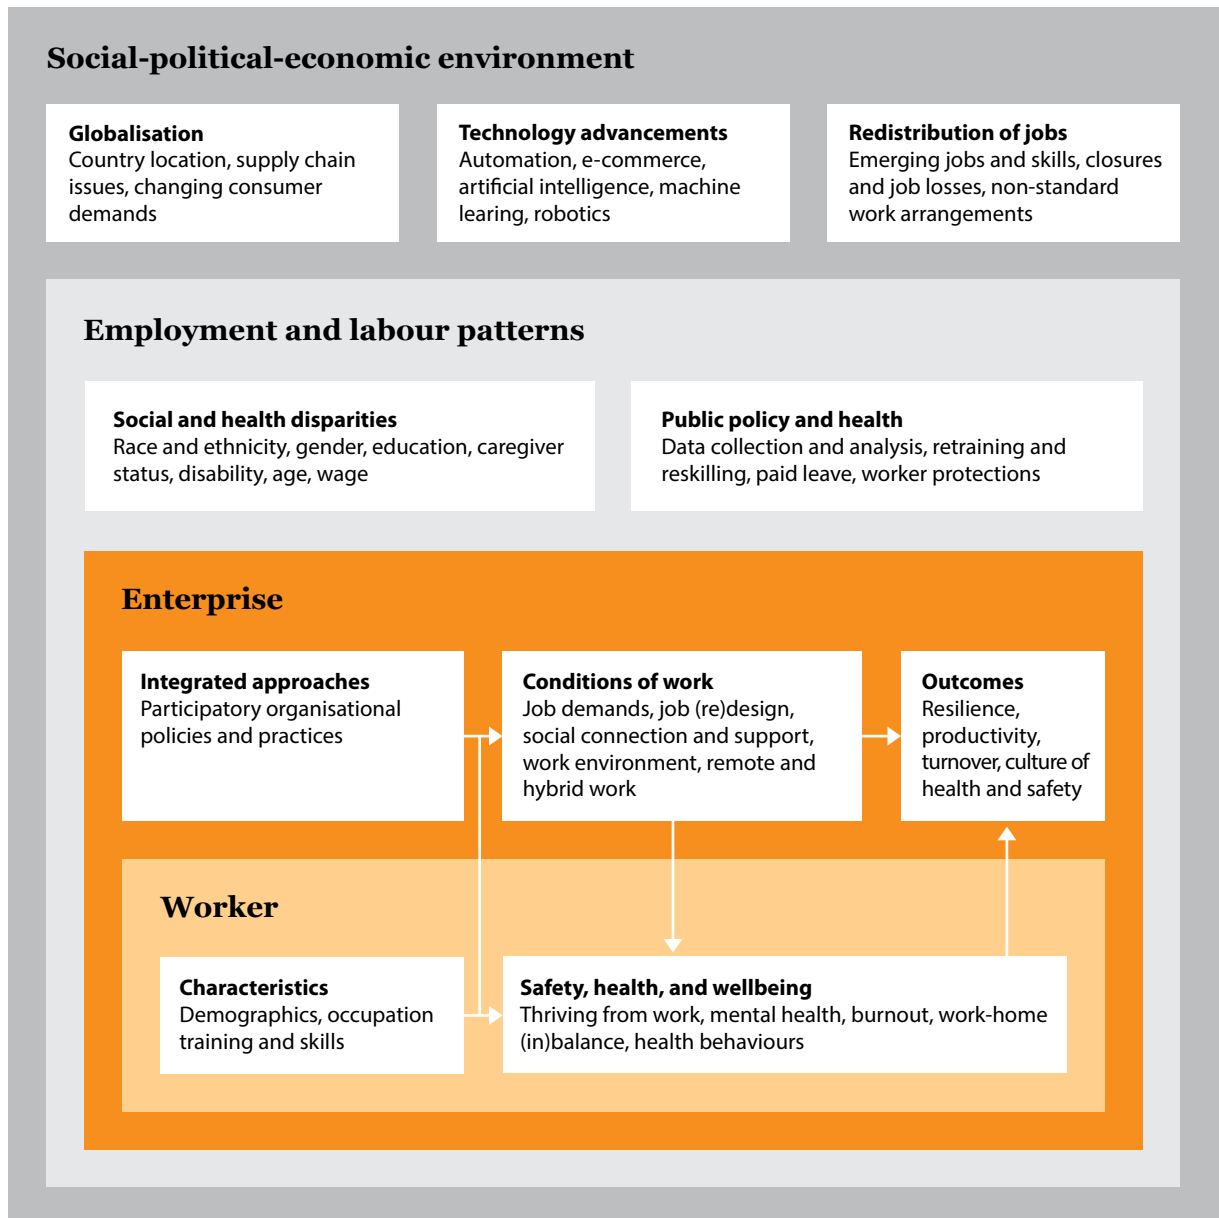 Social-political-economic environment
Globalisation
Country location, supply chain
issues, changing consumer
demands
Technology advancements
Automation, e-commerce,
artificial intelligence, machine
learing, robotics
Redistribution of jobs
Emerging jobs and skills, closures
and job losses, non-standard
work arrangements
Employment and labour patterns
Social and health disparities
Race and ethnicity, gender, education, caregiver
status, disability, age, wage
Public policy and health
Data collection and analysis, retraining and
reskilling, paid leave, worker protections
Enterprise
Integrated approaches
Participatory organisational
policies and practices
Conditions of work
Job demands, job (re)design,
social connection and support,
work environment, remote and
hybrid work
Outcomes
Resilience,
productivity,
turnover, culture of
health and safety
Worker
Characteristics
Demographics, occupation
training and skills
Safety, health, and wellbeing
Thriving from work, mental health, burnout, work-home
(in)balance, health behaviours